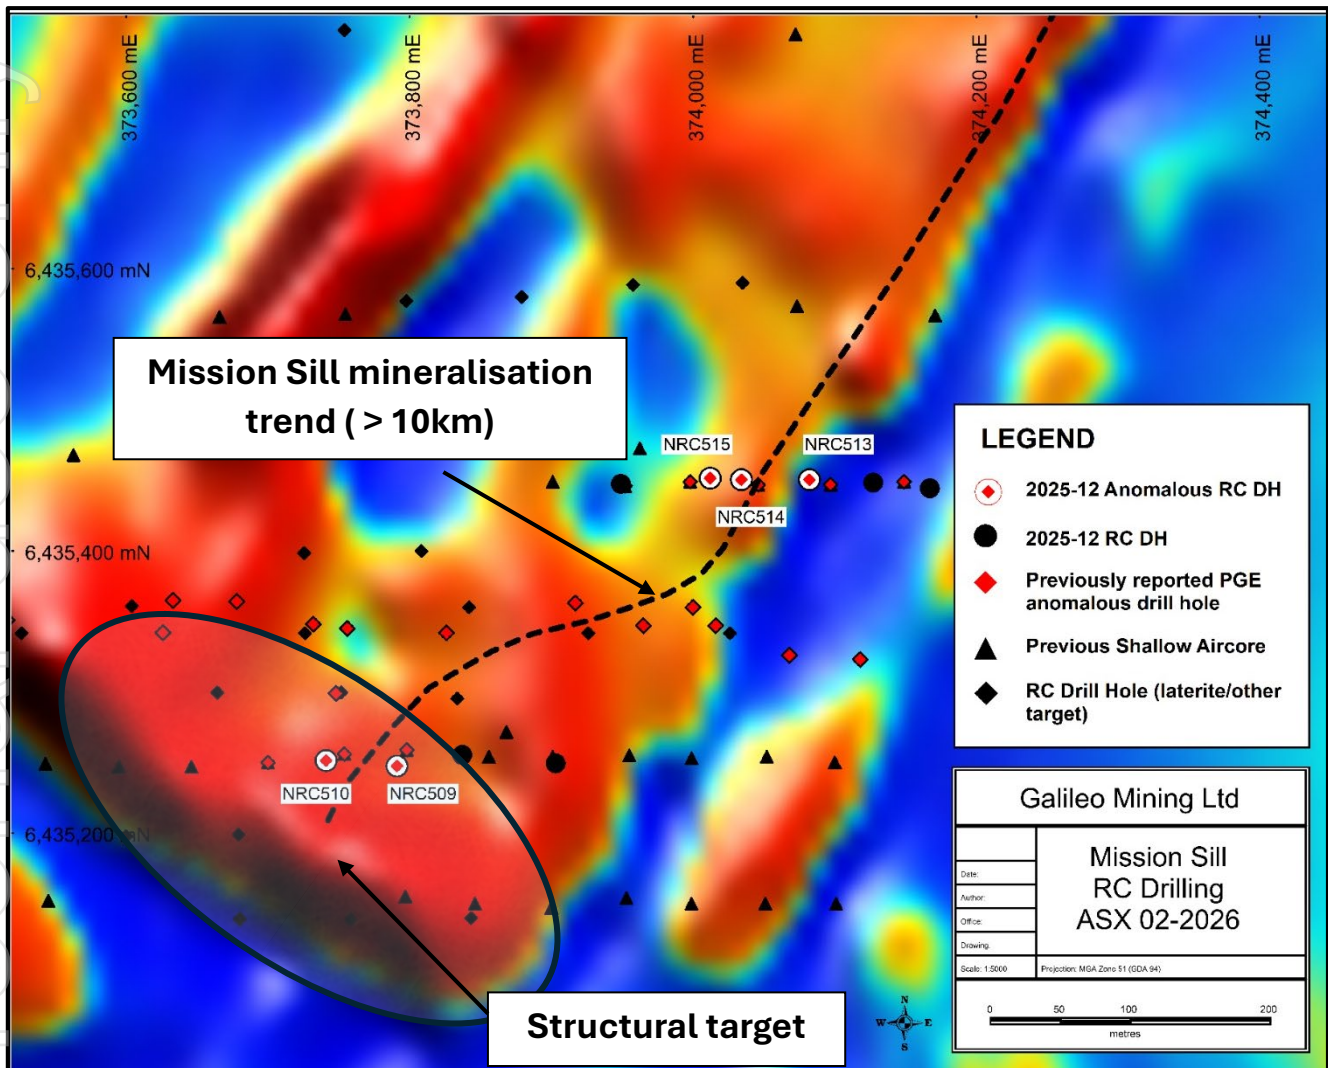 373,600 mE
373,800 mE
374,000 mE
374,200 mE
374,400 mE
6,435,600 mN
Mission Sill mineralisation
trend ( > 10km)
NRC515
NRC513
NRC514
6,435,400 mN
LEGEND
2025-12 Anomalous RC DH
2025-12 RC DH
Previously reported PGE
anomalous drill hole
Previous Shallow Aircore
RC Drill Hole (laterite/other
target)
NRC510
NRC509
6,435,200 mN
Structural target
Galileo Mining Ltd
Date:
Author:
Office:
Drawing:
Mission Sill
RC Drilling
ASX 02-2026
Scale: 1:5000
Projection: MGA Zone 51 (GDA 94)
N
W
E
S
0 50 100 200
metres